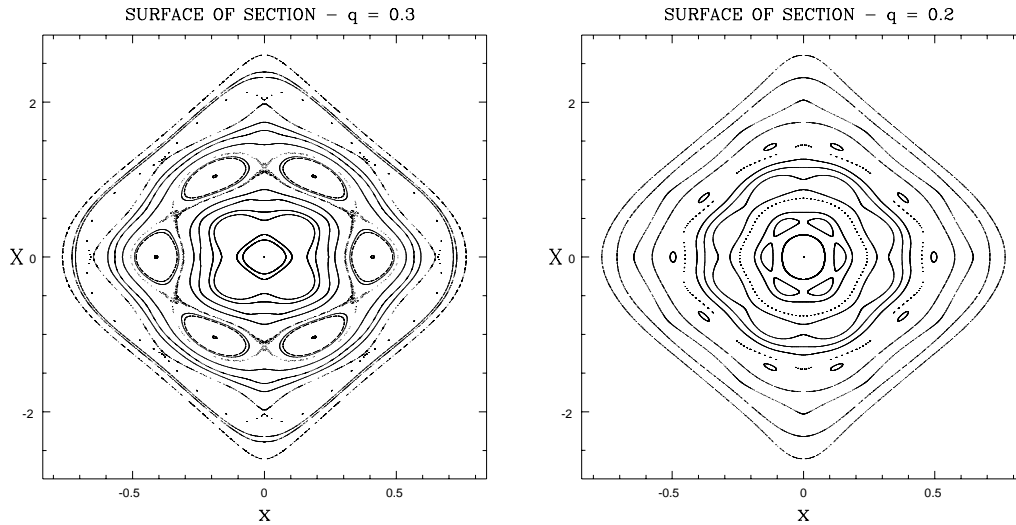 SURFACE OF SECTION – q = 0.3
2
X 0
-2
-0.5 0 0.5
x
SURFACE OF SECTION – q = 0.2
2
X 0
-2
-0.5 0 0.5
x